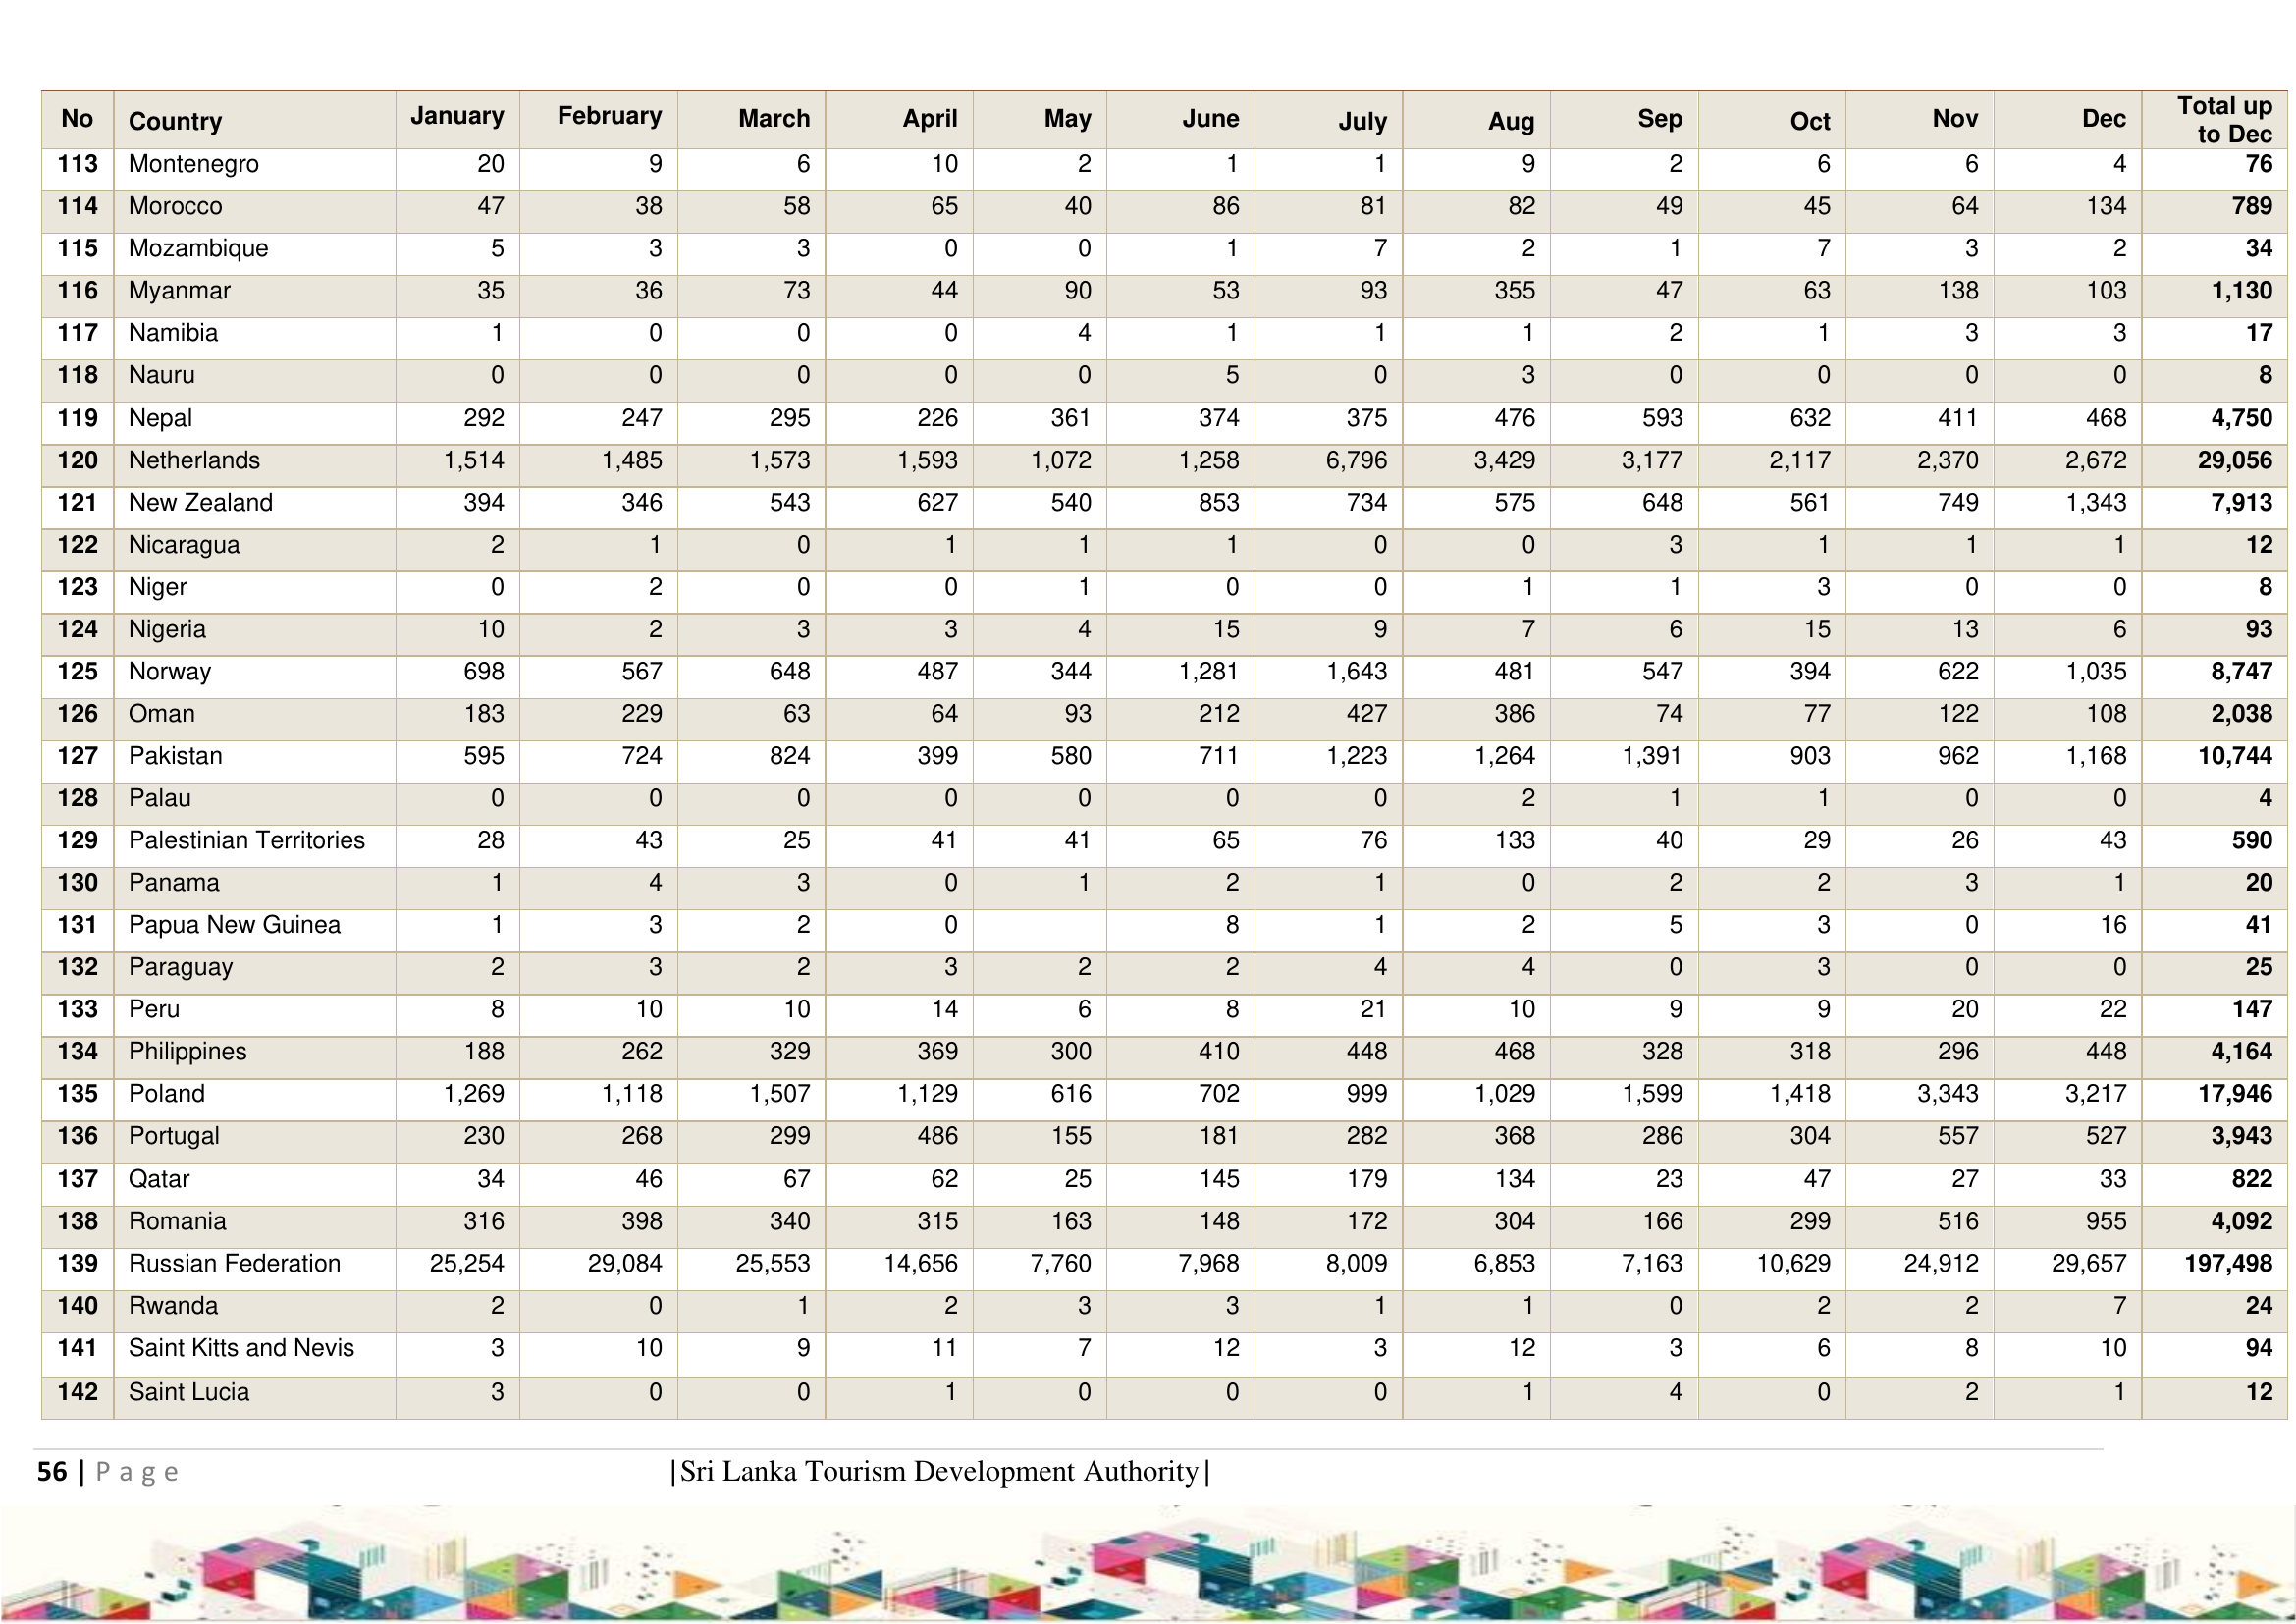 No Country January February March April May June July Aug Sep Oct Nov Dec Total up to Dec
113 Montenegro 20 9 6 10 2 1 1 9 2 6 6 4 76
114 Morocco 47 38 58 65 40 86 81 82 49 45 64 134 789
115 Mozambique 5 3 3 0 0 1 7 2 1 7 3 2 34
116 Myanmar 35 36 73 44 90 53 93 355 47 63 138 103 1,130
117 Namibia 1 0 0 0 4 1 1 1 2 1 3 3 17
118 Nauru 0 0 0 0 0 5 0 3 0 0 0 0 8
119 Nepal 292 247 295 226 361 374 375 476 593 632 411 468 4,750
120 Netherlands 1,514 1,485 1,573 1,593 1,072 1,258 6,796 3,429 3,177 2,117 2,370 2,672 29,056
121 New Zealand 394 346 543 627 540 853 734 575 648 561 749 1,343 7,913
122 Nicaragua 2 1 0 1 1 1 0 0 3 1 1 1 12
123 Niger 0 2 0 0 1 0 0 1 1 3 0 0 8
124 Nigeria 10 2 3 3 4 15 9 7 6 15 13 6 93
125 Norway 698 567 648 487 344 1,281 1,643 481 547 394 622 1,035 8,747
126 Oman 183 229 63 64 93 212 427 386 74 77 122 108 2,038
127 Pakistan 595 724 824 399 580 711 1,223 1,264 1,391 903 962 1,168 10,744
128 Palau 0 0 0 0 0 0 0 2 1 1 0 0 4
129 Palestinian Territories 28 43 25 41 41 65 76 133 40 29 26 43 590
130 Panama 1 4 3 0 1 2 1 0 2 2 3 1 20
131 Papua New Guinea 1 3 2 0 8 1 2 5 3 0 16 41
132 Paraguay 2 3 2 3 2 2 4 4 0 3 0 0 25
133 Peru 8 10 10 14 6 8 21 10 9 9 20 22 147
134 Philippines 188 262 329 369 300 410 448 468 328 318 296 448 4,164
135 Poland 1,269 1,118 1,507 1,129 616 702 999 1,029 1,599 1,418 3,343 3,217 17,946
136 Portugal 230 268 299 486 155 181 282 368 286 304 557 527 3,943
137 Qatar 34 46 67 62 25 145 179 134 23 47 27 33 822
138 Romania 316 398 340 315 163 148 172 304 166 299 516 955 4,092
139 Russian Federation 25,254 29,084 25,553 14,656 7,760 7,968 8,009 6,853 7,163 10,629 24,912 29,657 197,498
140 Rwanda 2 0 1 2 3 3 1 1 0 2 2 7 24
141 Saint Kitts and Nevis 3 10 9 11 7 12 3 12 3 6 8 10 94
142 Saint Lucia 3 0 0 1 0 0 0 1 4 0 2 1 12
56 | Page |Sri Lanka Tourism Development Authority|